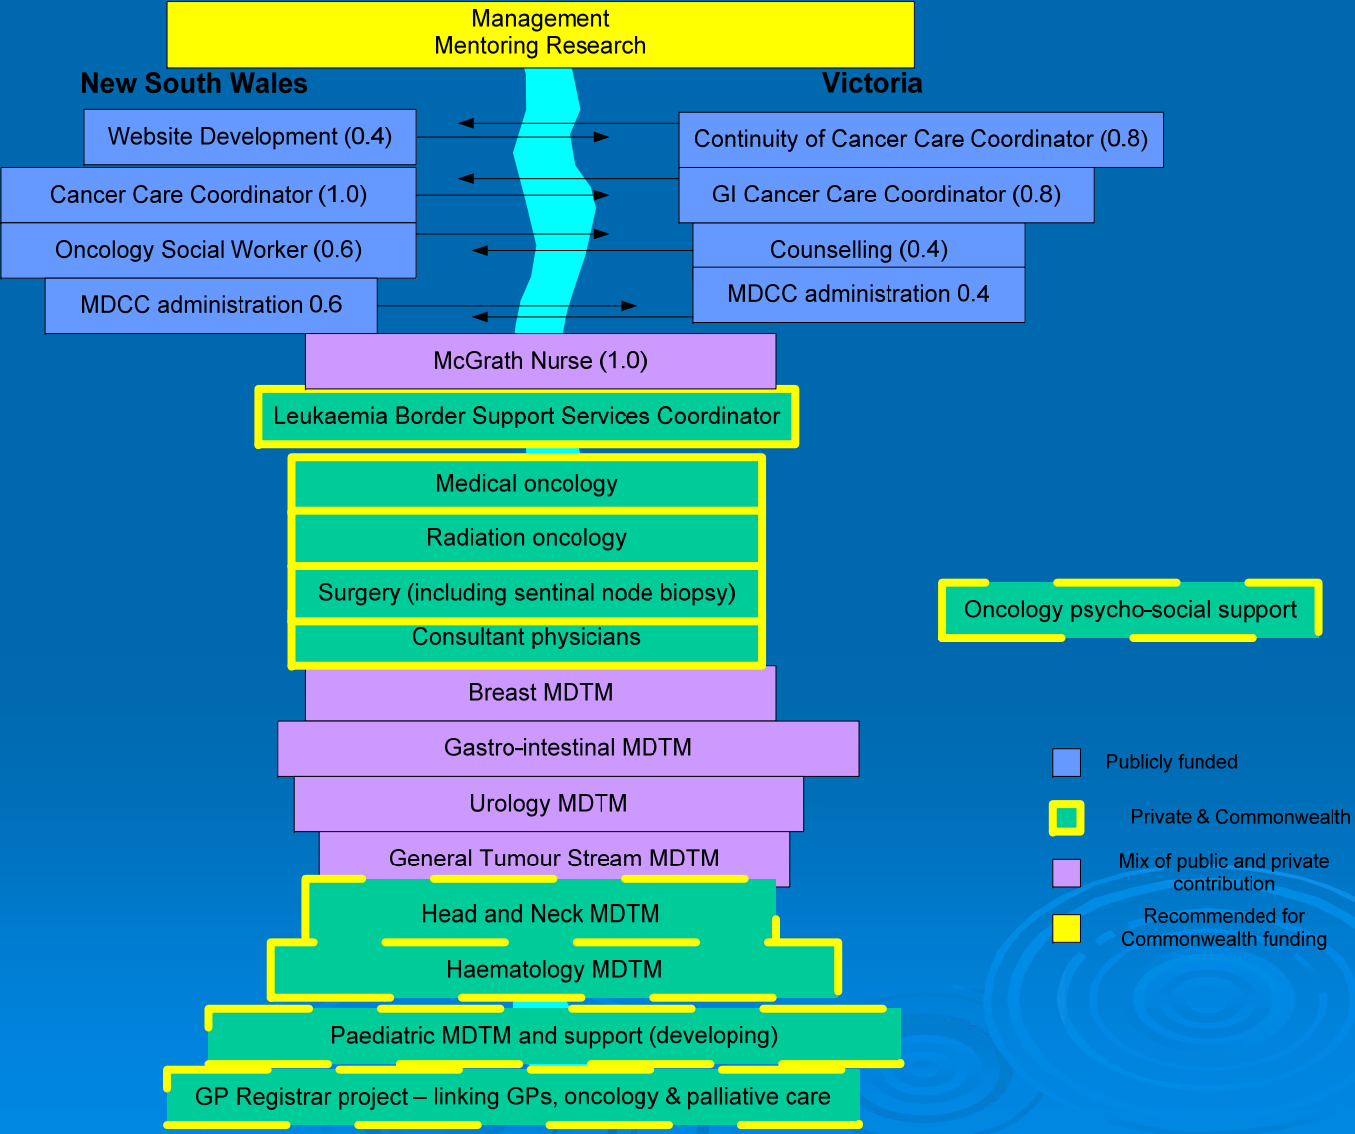 Management
Mentoring Research
New South Wales
Victoria
Website Development (0.4)
Continuity of Cancer Care Coordinator (0.8)
Cancer Care Coordinator (1.0)
GI Cancer Care Coordinator (0.8)
Oncology Social Worker (0.6)
Counselling (0.4)
MDCC administration 0.6
MDCC administration 0.4
McGrath Nurse (1.0)
Leukaemia Border Support Services Coordinator
Medical oncology
Radiation oncology
Surgery (including sentinal node biopsy)
Consultant physicians
Oncology psycho-social support
Breast MDTM
Gastro-intestinal MDTM
Urology MDTM
General Tumour Stream MDTM
Head and Neck MDTM
Haematology MDTM
Paediatric MDTM and support (developing)
GP Registrar project – linking GPs, oncology & palliative care
Publicly funded
Private & Commonwealth
Mix of public and private
contribution
Recommended for
Commonwealth funding